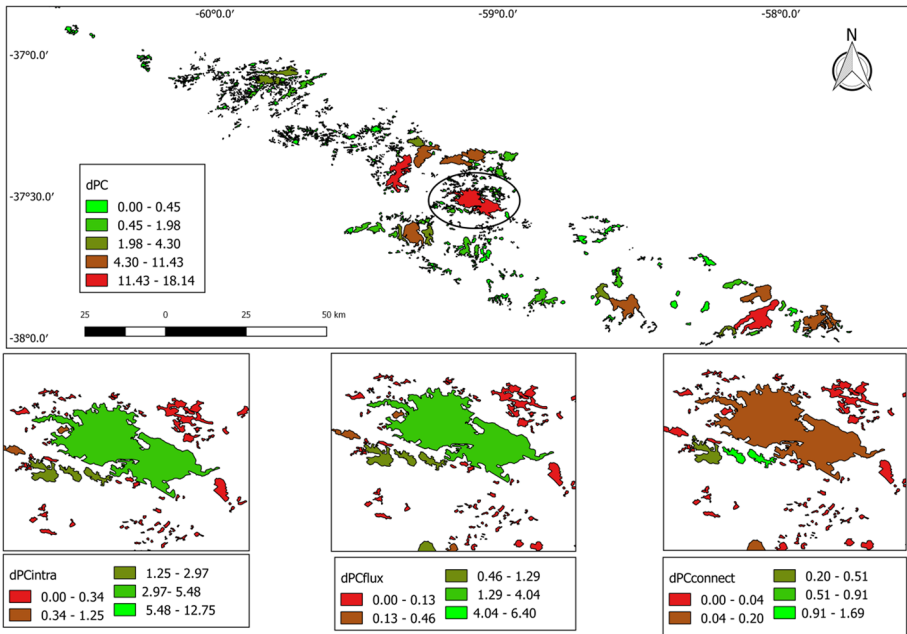 -60°0.0' -59°0.0' -58°0.0'
-37°0.0'
N
-37°30.0'
dPC
0.00 - 0.45
0.45 - 1.98
1.98 - 4.30
4.30 - 11.43
11.43 - 18.14
25 0 25 50 km
-38°0.0'
dPCintra
0.00 - 0.34
0.34 - 1.25
1.25 - 2.97
2.97 - 5.48
5.48 - 12.75
dPCflux
0.00 - 0.13
0.13 - 0.46
0.46 - 1.29
1.29 - 4.04
4.04 - 6.40
dPCconnect
0.00 - 0.04
0.04 - 0.20
0.20 - 0.51
0.51 - 0.91
0.91 - 1.69